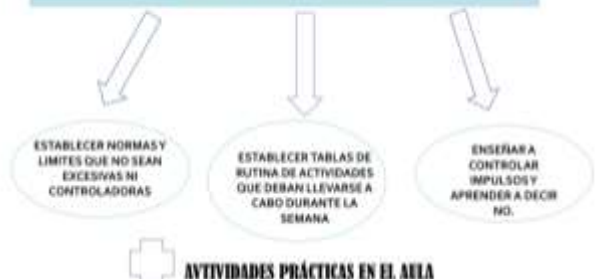 ESTABLECER NORMAS Y
LIMITES QUE NO SEAN
EXCESIVAS NI
CONTROLADORAS
ESTABLECER TABLAS DE
RUTINA DE ACTIVIDADES
QUE DEBAN LLEVARSE A
CABO DURANTE LA
SEMANA
ENSEÑAR A
CONTROLAR
IMPULSOS Y
APRENDER A DECIR
NO.
AVTIVIDADES PRÁCTICAS EN EL AULA